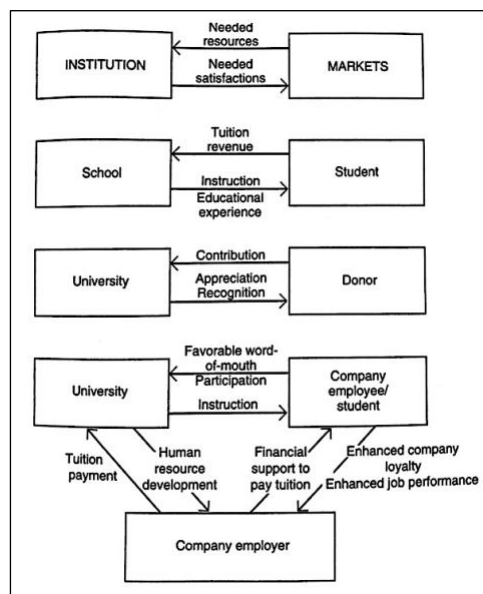 Needed
resources
INSTITUTION
Needed
satisfactions
MARKETS
Tuition
revenue
School
Instruction
Educational
experience
Student
Contribution
University
Appreciation
Recognition
Donor
Favorable word-
of-mouth
Participation
University
Instruction
Company
employee/
student
Tuition
payment
Human
resource
development
Financial
support to
pay tuition
Enhanced company
loyalty
Enhanced job performance
Company employer